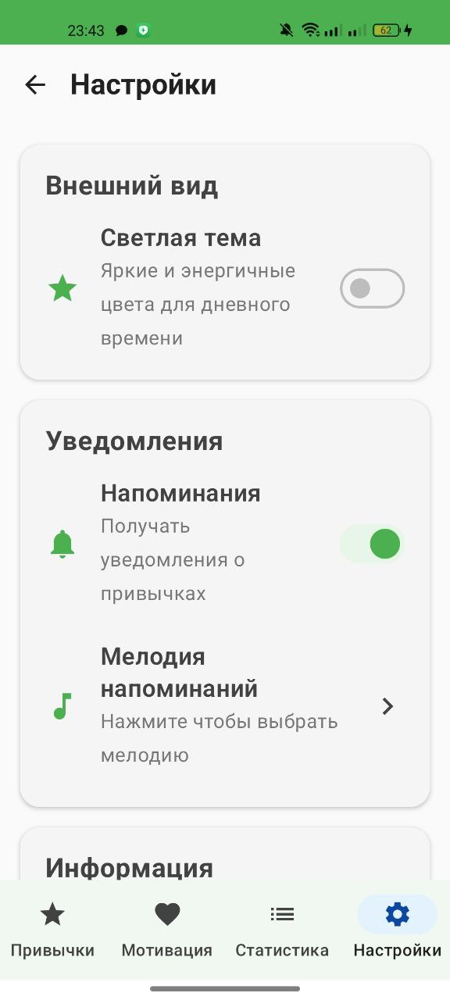 23:43
62
Настройки
Внешний вид
Светлая тема
Яркие и энергичные
цвета для дневного
времени
Уведомления
Напоминания
Получать
уведомления о
привычках
Мелодия
напоминаний
Нажмите чтобы выбрать
мелодию
Информация
Привычки
Мотивация
Статистика
Настройки